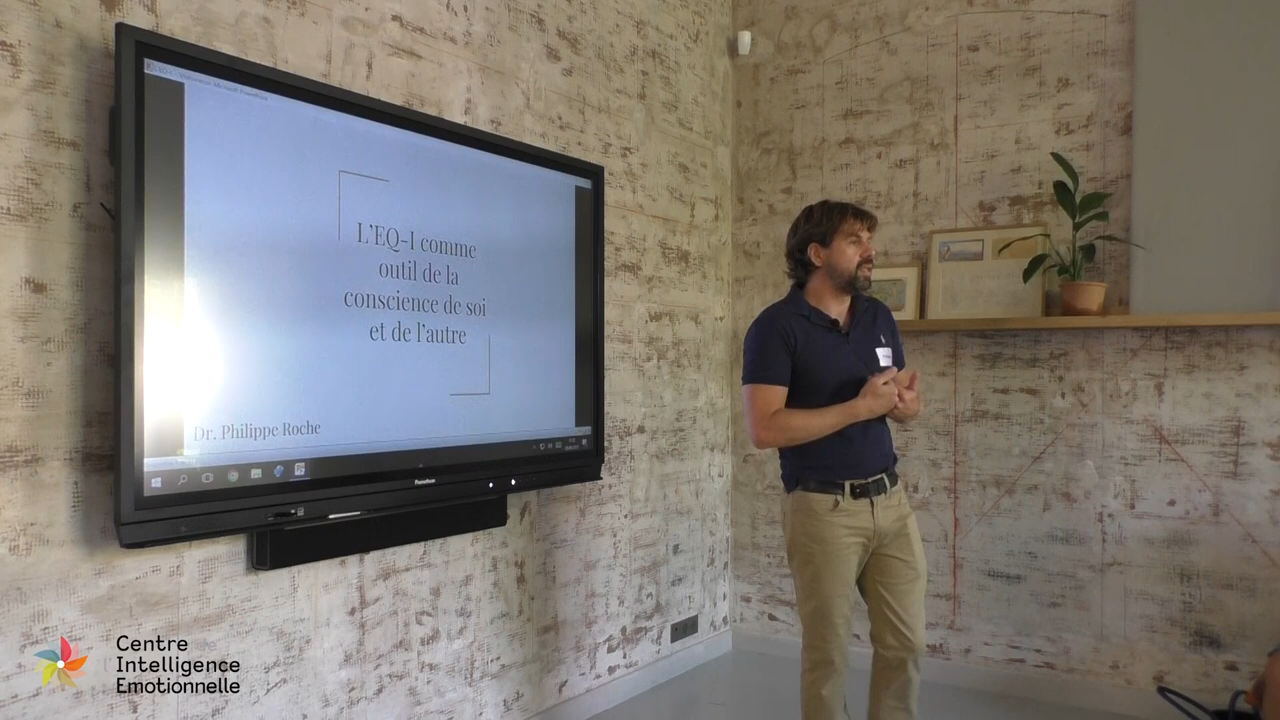 L'EQ-I comme
outil de la
conscience de soi
et de l'autre
Dr. Philippe Roche
Centre
Intelligence
Emotionnelle